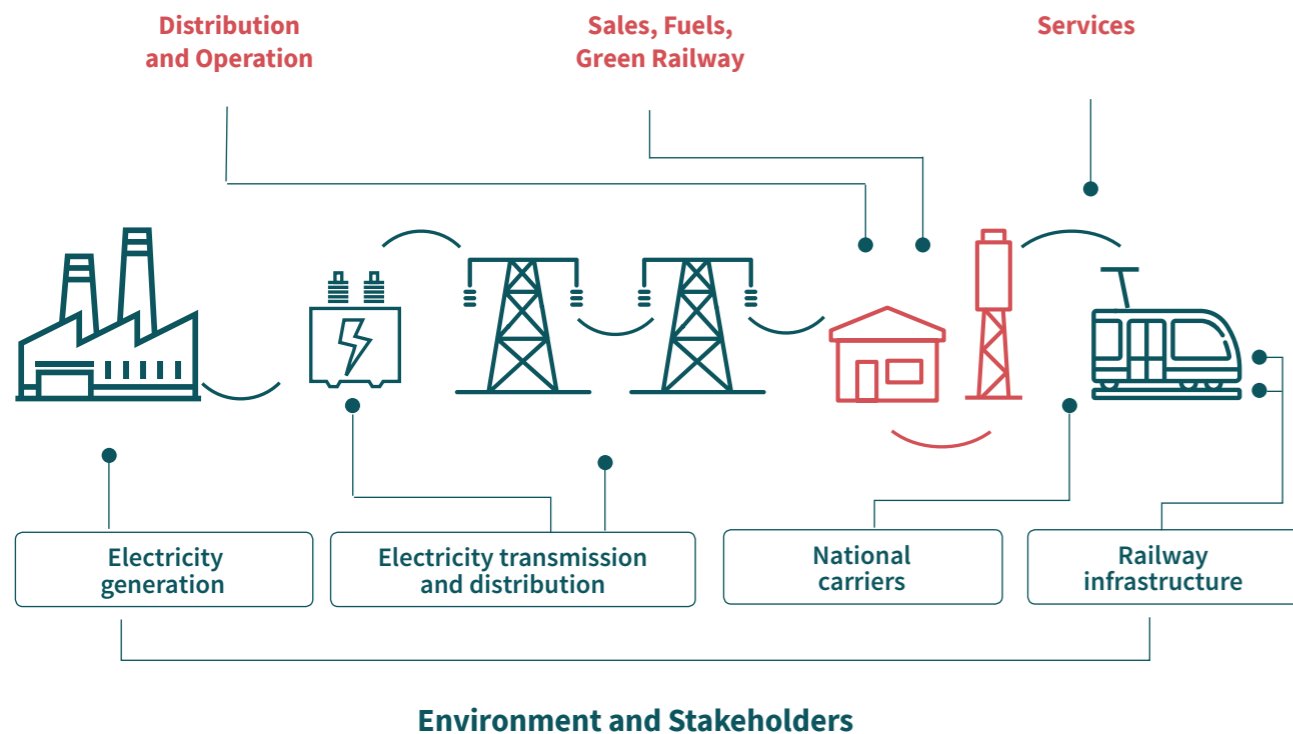 Distribution
and Operation
Sales, Fuels,
Green Railway
Services
Electricity
generation
Electricity transmission
and distribution
National
carriers
Railway
infrastructure
Environment and Stakeholders